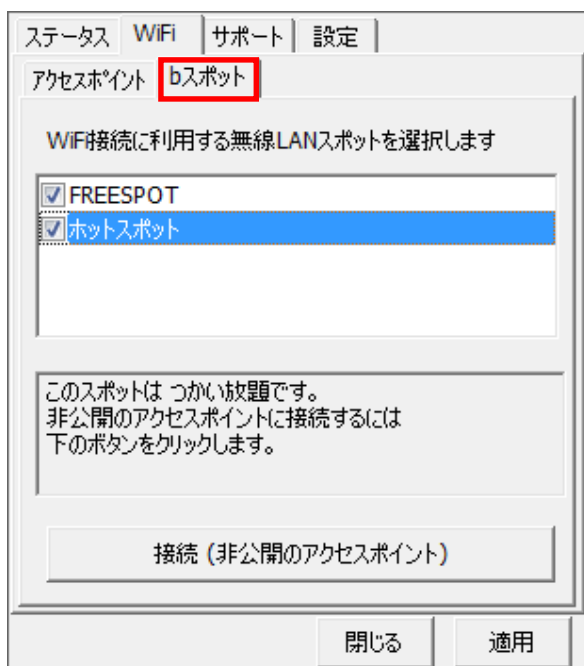 ステータス WiFi サポート 設定
アクセスポイント bスポット
WiFi接続に利用する無線LANスポットを選択します
FREESPOT
ホットスポット
このスポットは つかい放題です。
非公開のアクセスポイントに接続するには
下のボタンをクリックします。
接続 (非公開のアクセスポイント)
閉じる 適用